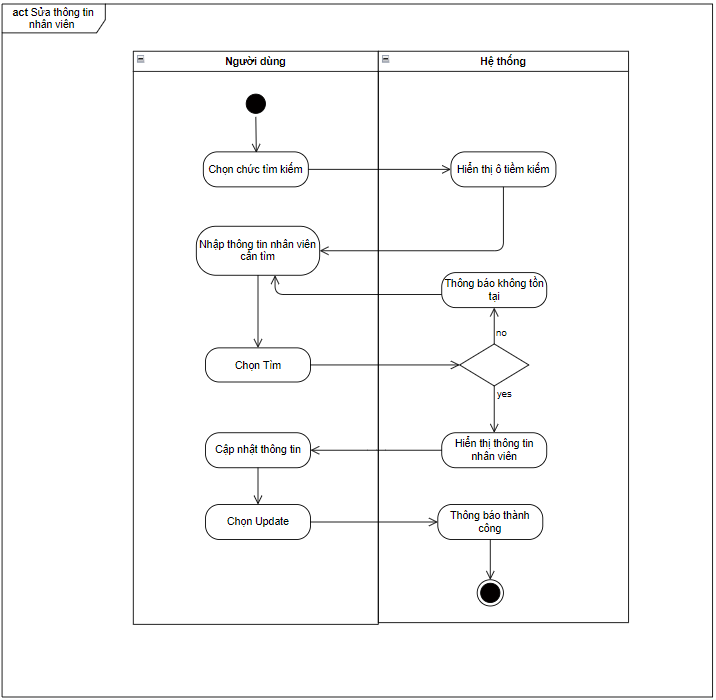 act Sửa thông tin
nhân viên
Người dùng
Hệ thống
Chọn chức tìm kiếm
Hiển thị ô tiềm kiếm
Nhập thông tin nhân viên
cần tìm
Thông báo không tồn
tại
no
Chọn Tìm
yes
Cập nhật thông tin
Hiển thị thông tin
nhân viên
Chọn Update
Thông báo thành
công